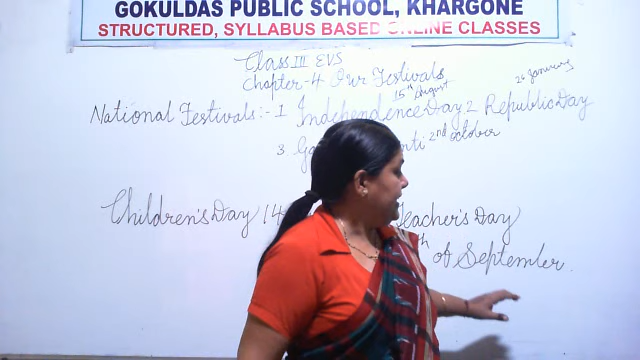 GOKULDAS PUBLIC SCHOOL, KHARGONE
STRUCTURED, SYLLABUS BASED ONLINE CLASSES
Class III EVS
Chapter-4 Our Festivals
15th August 26 January
National Festivals:- 1 Independence Day, 2 Republic Day
3 2nd october
Children's Day 14 Teacher's Day
of September.